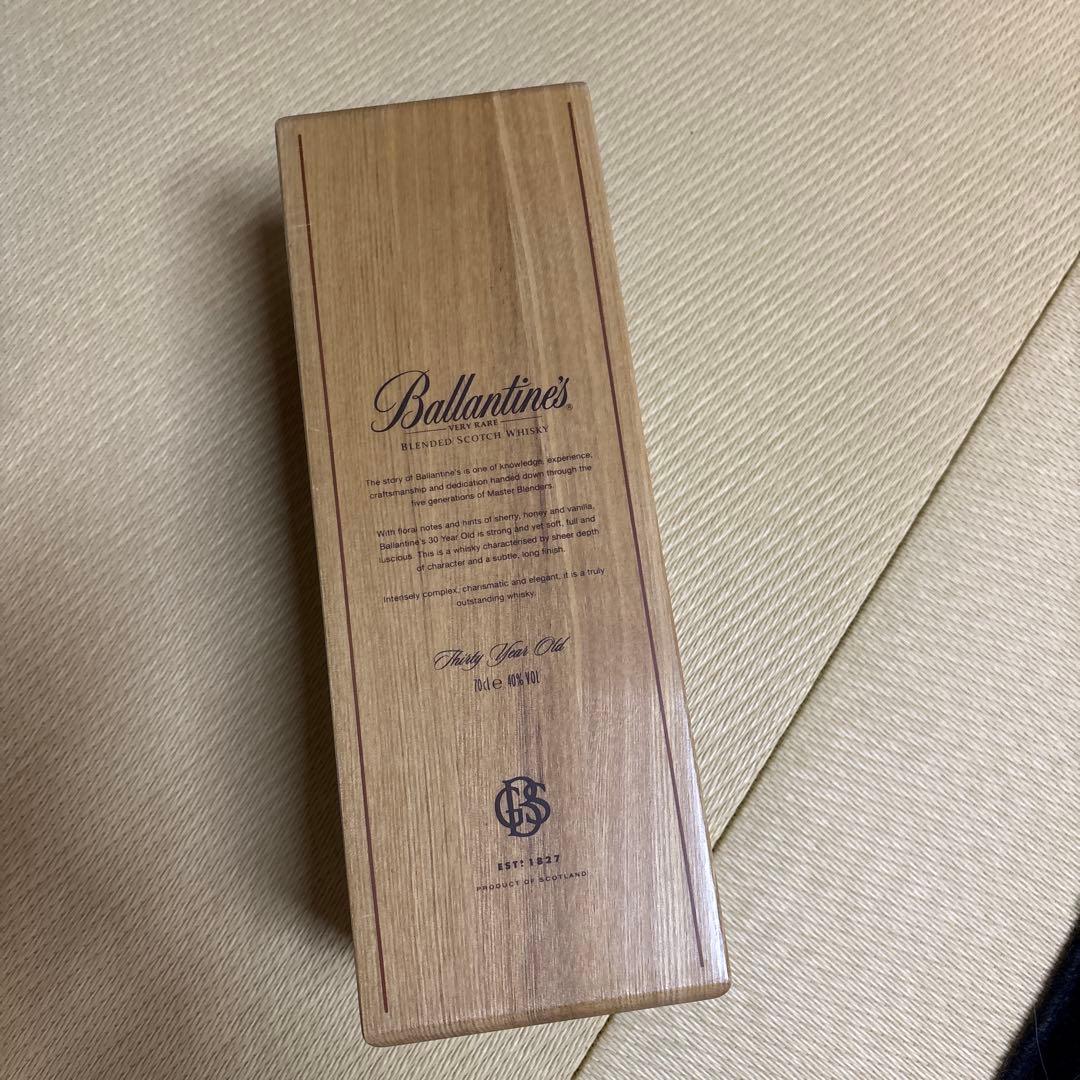 Ballantine's®
VERY RARE
BLENDED SCOTCH WHISKY
The story of Ballantine's is one of knowledge, experience,
craftsmanship and dedication handed down through the
five generations of Master Blenders.
With floral notes and hints of sherry, honey and vanilla,
Ballantine's 30 Year Old is strong and yet soft, full and
luscious. This is a whisky characterised by sheer depth
of character and a subtle, long finish.
Intensely complex, charismatic and elegant, it is a truly
outstanding whisky.
Thirty Year Old
70cl e 40% VOL
GBS
ESTD 1827
PRODUCT OF SCOTLAND